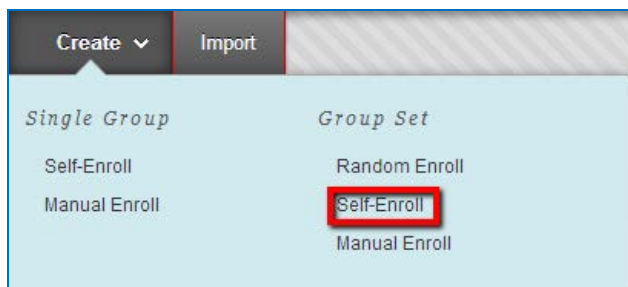 Create Import
Single Group
Self-Enroll
Manual Enroll
Group Set
Random Enroll
Self-Enroll
Manual Enroll